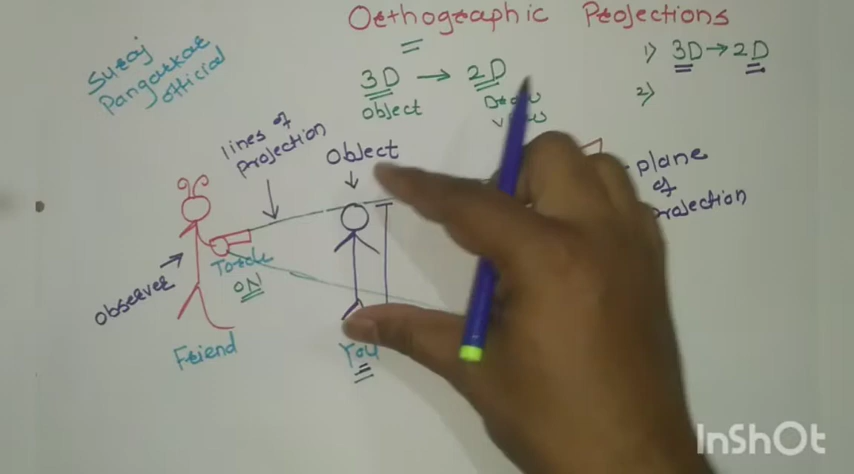 Orthographic Projections
Suraj
Pangarkar
official
3D → 2D
object
Draw
1) 3D → 2D
2)
lines of
projection
object
plane
of
projection
observer
Torch
ON
Friend
You
InShOt